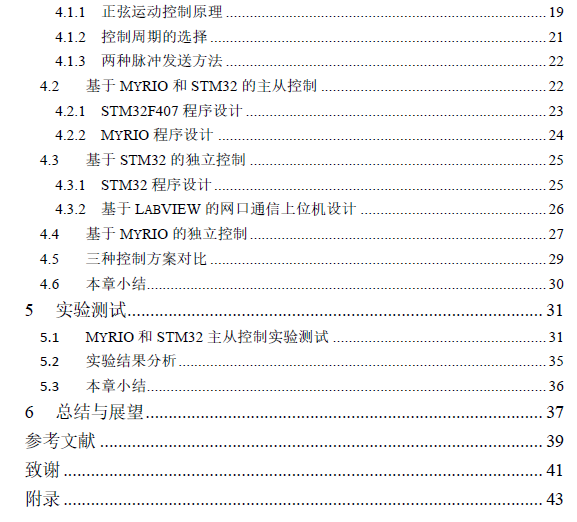 4.1.1 正弦运动控制原理 19
4.1.2 控制周期的选择 21
4.1.3 两种脉冲发送方法 22
4.2 基于 MYRIO 和 STM32 的主从控制 22
4.2.1 STM32F407 程序设计 23
4.2.2 MYRIO 程序设计 24
4.3 基于 STM32 的独立控制 25
4.3.1 STM32 程序设计 25
4.3.2 基于 LABVIEW 的网口通信上位机设计 26
4.4 基于 MYRIO 的独立控制 27
4.5 三种控制方案对比 29
4.6 本章小结 30
5 实验测试 31
5.1 MYRIO 和 STM32 主从控制实验测试 31
5.2 实验结果分析 35
5.3 本章小结 36
6 总结与展望 37
参考文献 39
致谢 41
附录 43